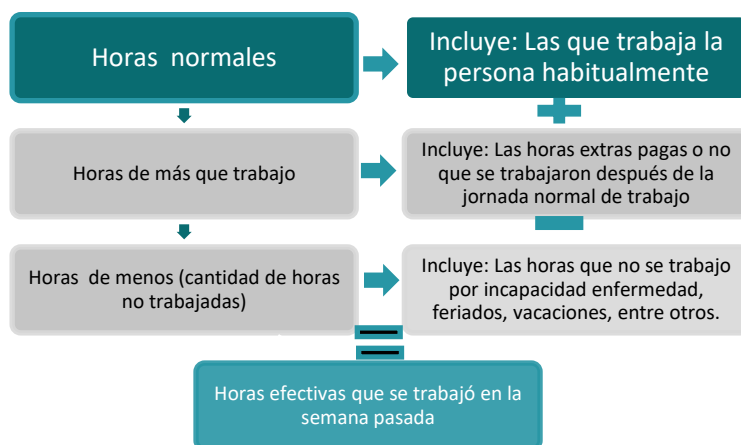 Horas normales
Incluye: Las que trabaja la
persona habitualmente
Horas de más que trabajo
Incluye: Las horas extras pagas o no
que se trabajaron después de la
jornada normal de trabajo
Horas de menos (cantidad de horas
no trabajadas)
Incluye: Las horas que no se trabajo
por incapacidad enfermedad,
feriados, vacaciones, entre otros.
Horas efectivas que se trabajó en la
semana pasada